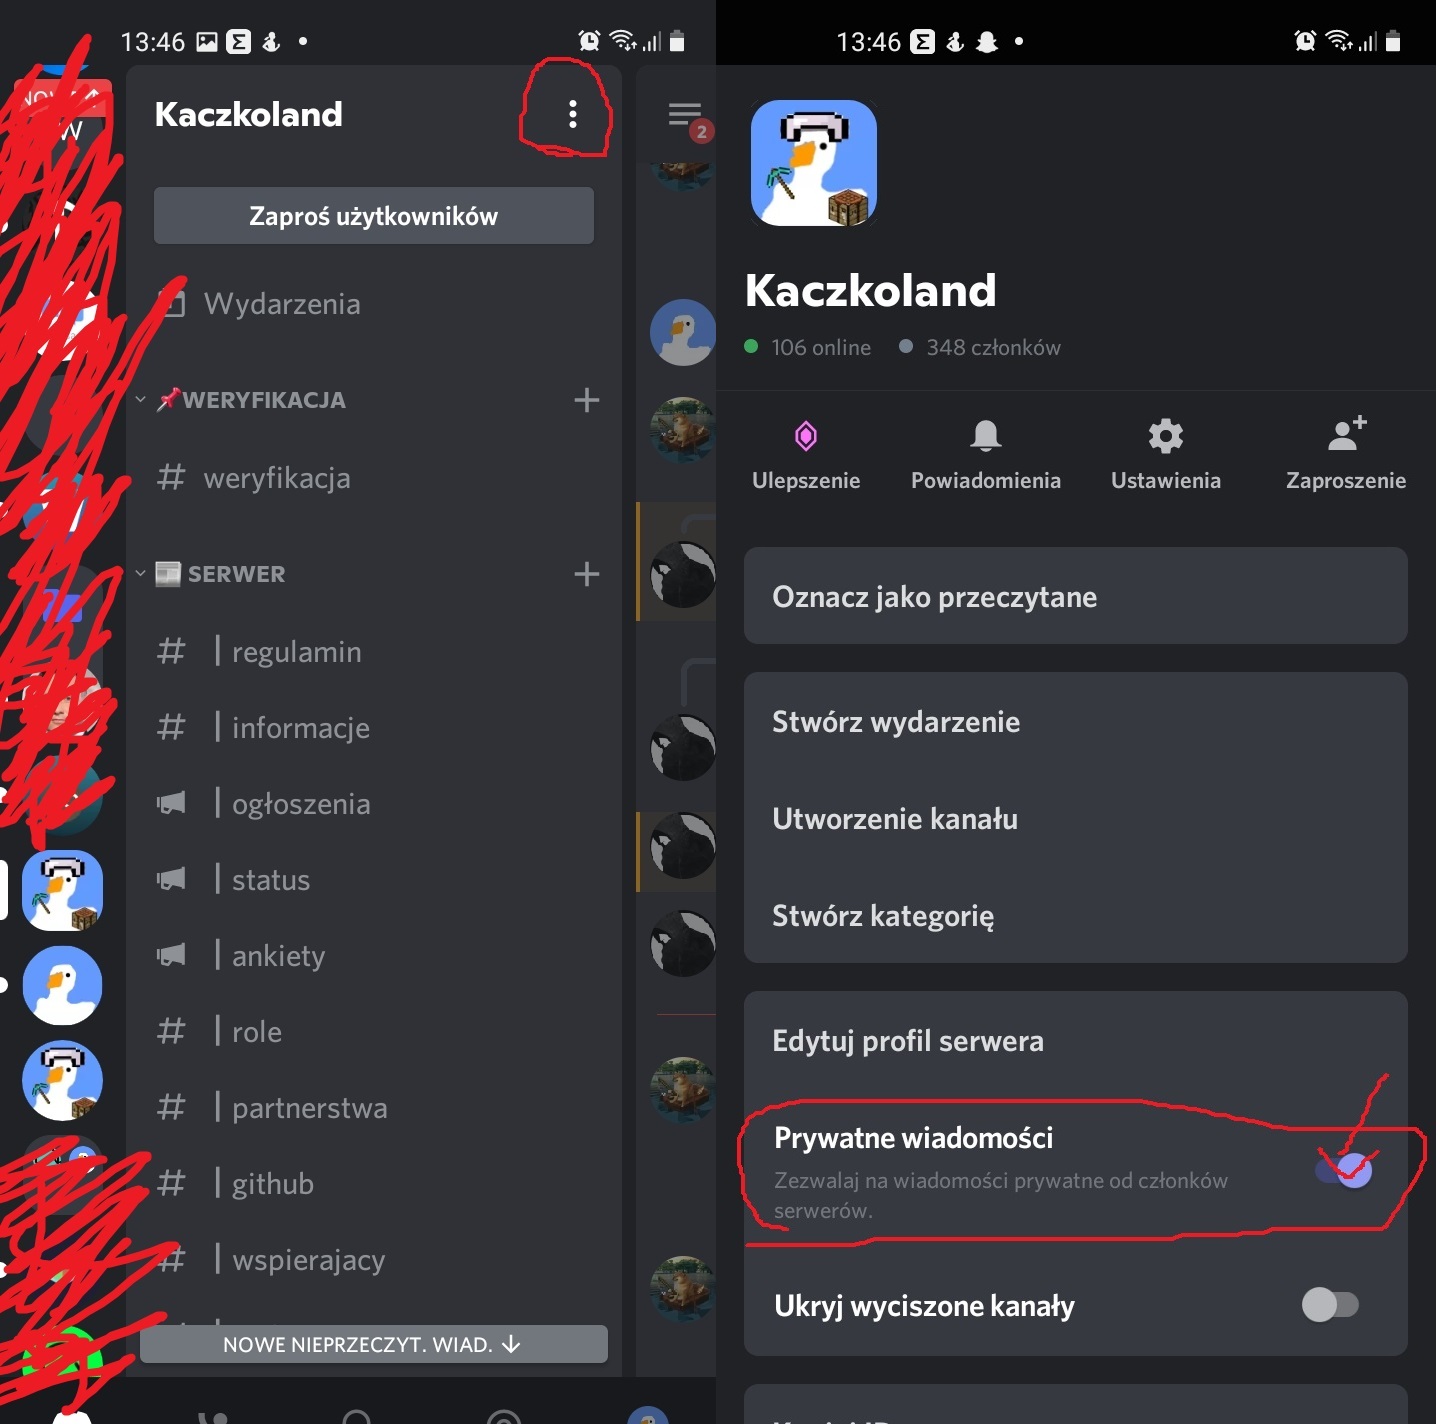 13:46
Kaczkoland
2
Zaproś użytkowników
Wydarzenia
WERYFIKACJA
# weryfikacja
SERWER
# | regulamin
# | informacje
| ogłoszenia
| status
| ankiety
# | role
# | partnerstwa
# | github
# | wspierajacy
NOWE NIEPRZECZYT. WIAD. ↓
13:46
Kaczkoland
106 online 348 członków
Ulepszenie Powiadomienia Ustawienia Zaproszenie
Oznacz jako przeczytane
Stwórz wydarzenie
Utworzenie kanału
Stwórz kategorię
Edytuj profil serwera
Prywatne wiadomości
Zezwalaj na wiadomości prywatne od członków
serwerów.
Ukryj wyciszone kanały